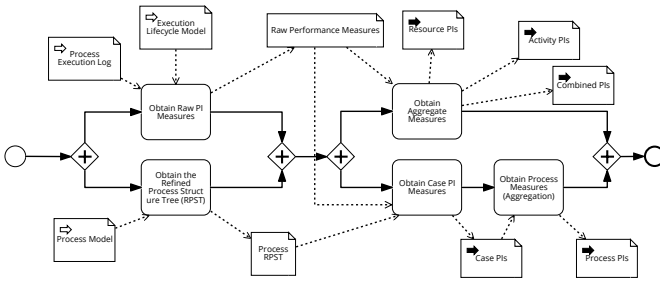 Execution
Lifecycle Model
Process
Execution Log
Raw Performance Measures
Resource PIs
Activity PIs
Combined PIs
Obtain Raw PI
Measures
Obtain
Aggregate
Measures
Obtain the
Refined
Process Struct
ure Tree (RPST)
Obtain Case PI
Measures
Obtain Process
Measures
(Aggregation)
Process Model
Process
RPST
Case PIs
Process PIs